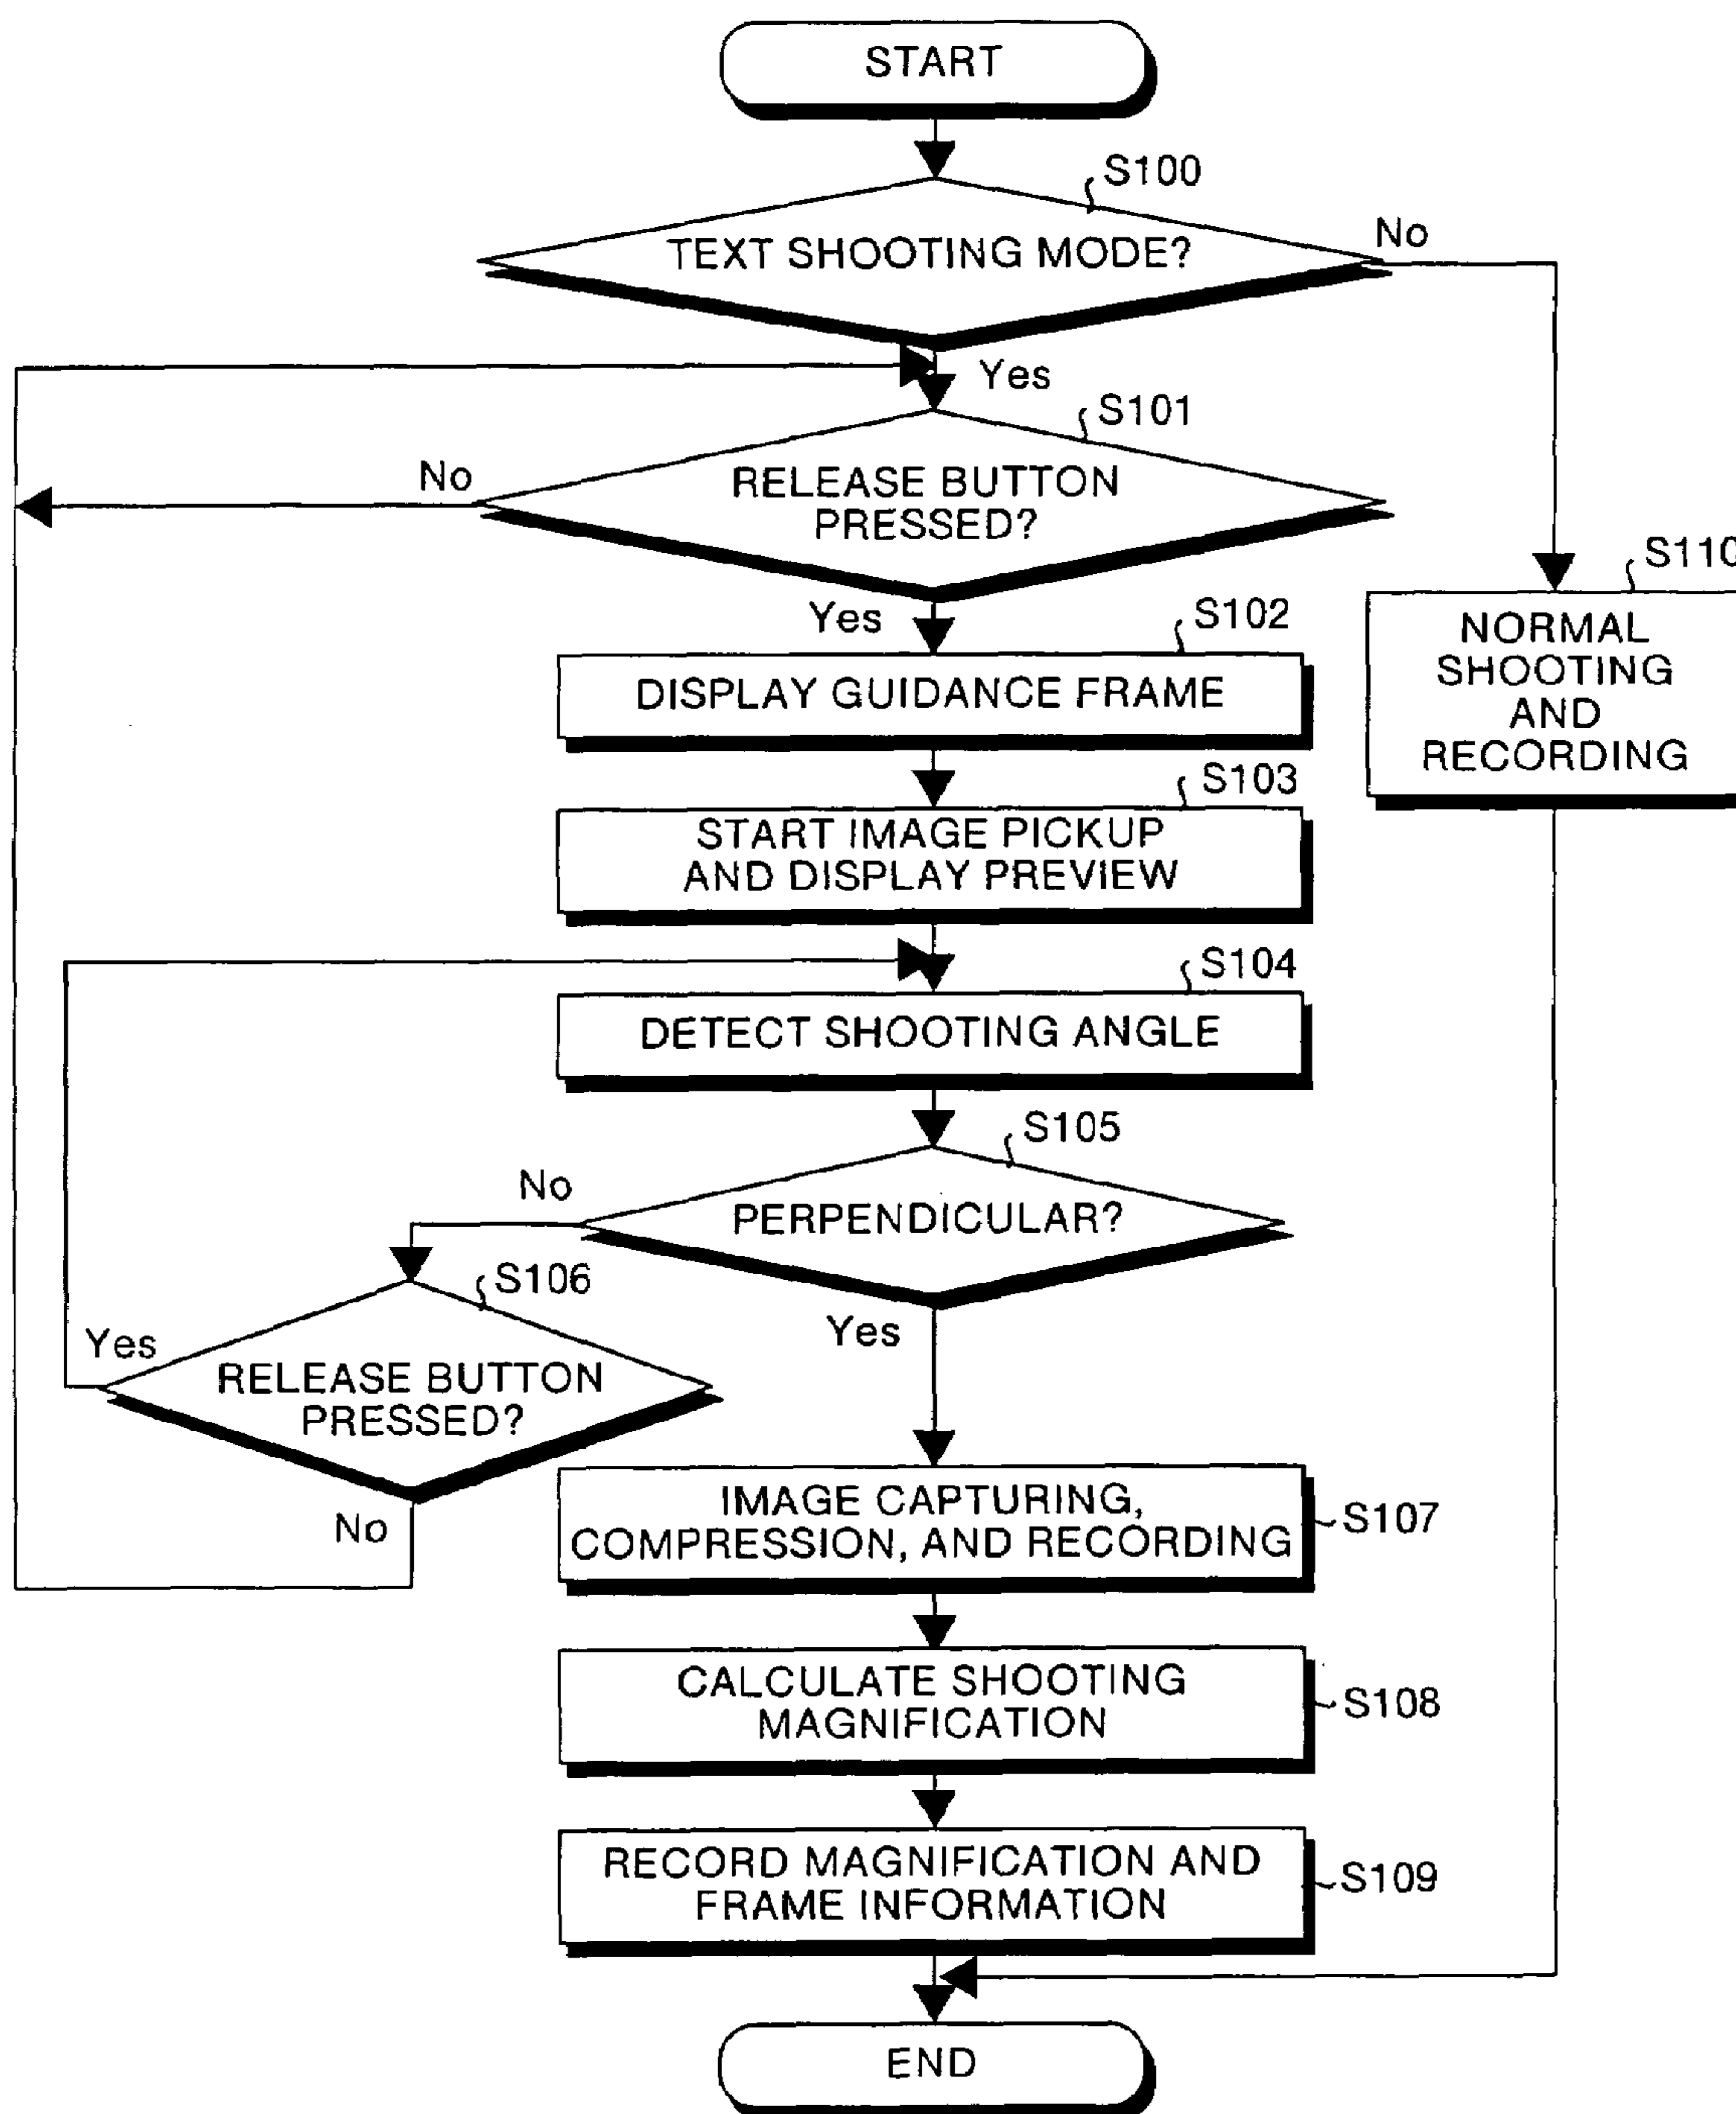 START
S100
TEXT SHOOTING MODE?
No
Yes
S101
No
RELEASE BUTTON
PRESSED?
S110
Yes
S102
NORMAL
SHOOTING
AND
RECORDING
DISPLAY GUIDANCE FRAME
S103
START IMAGE PICKUP
AND DISPLAY PREVIEW
S104
DETECT SHOOTING ANGLE
S105
No
PERPENDICULAR?
S106
Yes
Yes
RELEASE BUTTON
PRESSED?
No
IMAGE CAPTURING,
COMPRESSION, AND RECORDING
S107
CALCULATE SHOOTING
MAGNIFICATION
S108
RECORD MAGNIFICATION AND
FRAME INFORMATION
S109
END